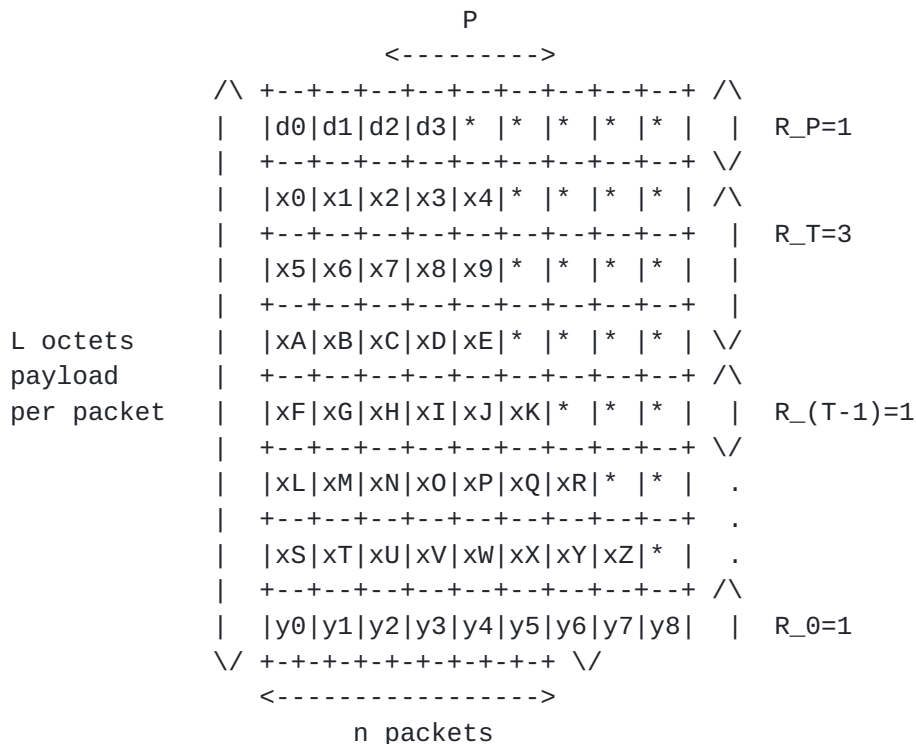 P
                        <--------->
             /\ +--+--+--+--+--+--+--+--+--+ /\
             |  |d0|d1|d2|d3|* |* |* |* |* |  |  R_P=1
             |  +--+--+--+--+--+--+--+--+--+ \/
             |  |x0|x1|x2|x3|x4|* |* |* |* | /\
             |  +--+--+--+--+--+--+--+--+--+  |  R_T=3
             |  |x5|x6|x7|x8|x9|* |* |* |* |  |
             |  +--+--+--+--+--+--+--+--+--+  |
L octets     |  |xA|xB|xC|xD|xE|* |* |* |* | \/
payload      |  +--+--+--+--+--+--+--+--+--+ /\
per packet   |  |xF|xG|xH|xI|xJ|xK|* |* |* |  |  R_(T-1)=1
             |  +--+--+--+--+--+--+--+--+--+ \/
             |  |xL|xM|xN|xO|xP|xQ|xR|* |* |  .
             |  +--+--+--+--+--+--+--+--+--+  .
             |  |xS|xT|xU|xV|xW|xX|xY|xZ|* |  .
             |  +--+--+--+--+--+--+--+--+--+ /\
             |  |y0|y1|y2|y3|y4|y5|y6|y7|y8|  |  R_0=1
             \/ +-+-+-+-+-+-+-+-+-+ \/
                <----------------->
                      n packets